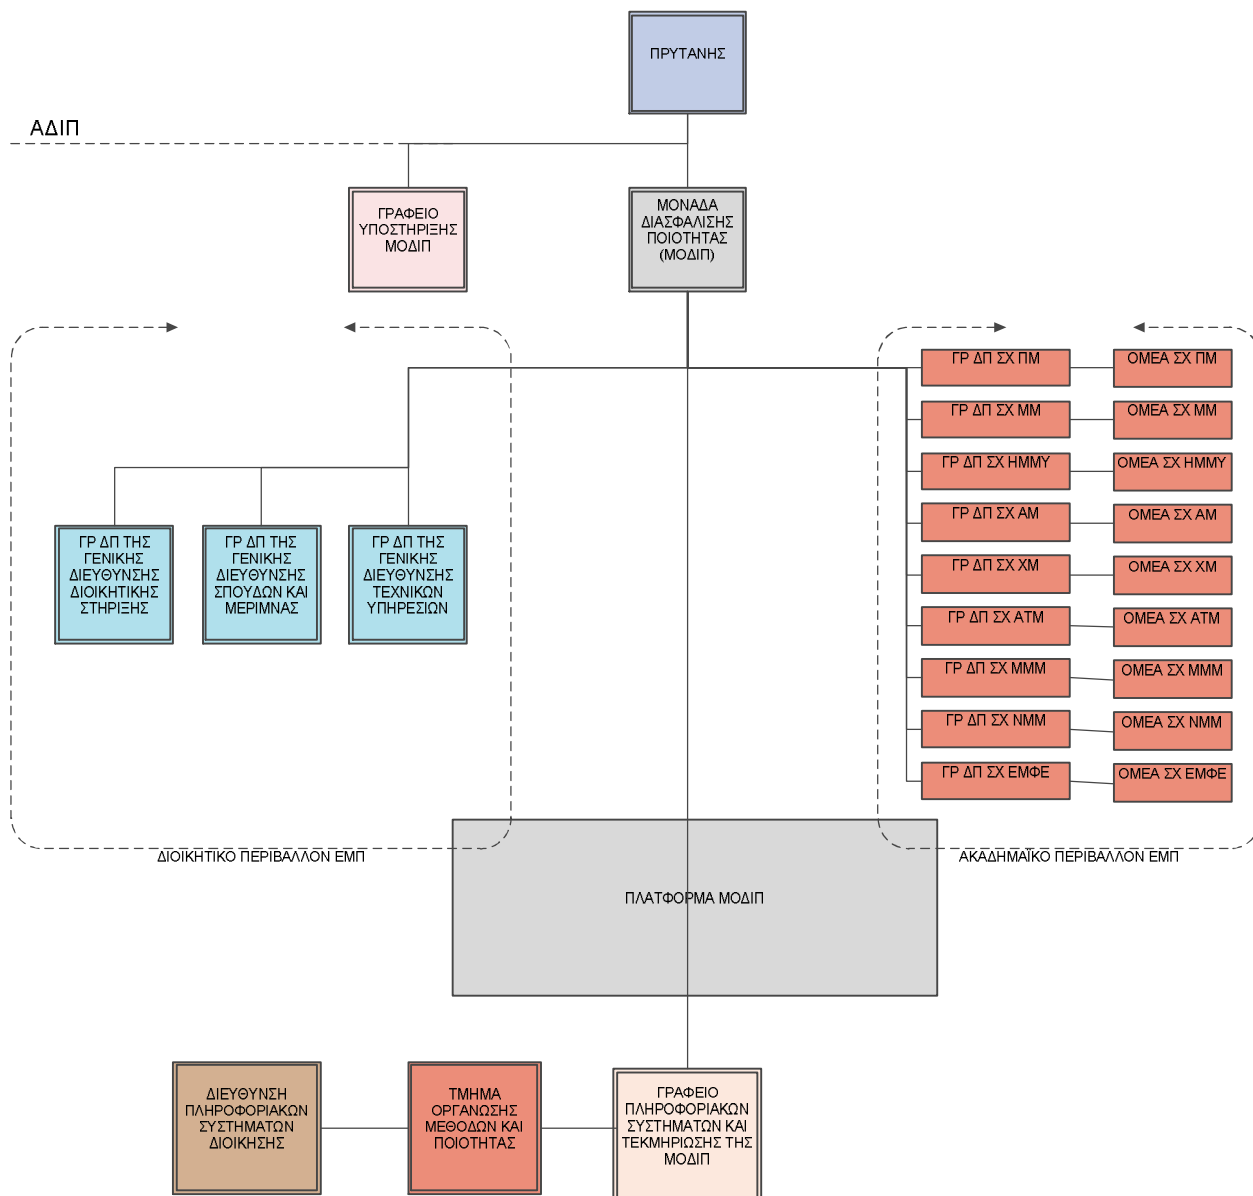 ΠΡΥΤΑΝΗΣ
ΑΔΙΠ
ΓΡΑΦΕΙΟ
ΥΠΟΣΤΗΡΙΞΗΣ
ΜΟΔΙΠ
ΜΟΝΑΔΑ
ΔΙΑΣΦΑΛΙΣΗΣ
ΠΟΙΟΤΗΤΑΣ
(ΜΟΔΙΠ)
ΓΡ ΔΠ ΣΧ ΠΜ
ΟΜΕΑ ΣΧ ΠΜ
ΓΡ ΔΠ ΣΧ ΜΜ
ΟΜΕΑ ΣΧ ΜΜ
ΓΡ ΔΠ ΣΧ ΗΜΜΥ
ΟΜΕΑ ΣΧ ΗΜΜΥ
ΓΡ ΔΠ ΣΧ ΑΜ
ΟΜΕΑ ΣΧ ΑΜ
ΓΡ ΔΠ ΣΧ ΧΜ
ΟΜΕΑ ΣΧ ΧΜ
ΓΡ ΔΠ ΣΧ ΑΤΜ
ΟΜΕΑ ΣΧ ΑΤΜ
ΓΡ ΔΠ ΣΧ ΜΜΜ
ΟΜΕΑ ΣΧ ΜΜΜ
ΓΡ ΔΠ ΣΧ ΝΜΜ
ΟΜΕΑ ΣΧ ΝΜΜ
ΓΡ ΔΠ ΣΧ ΕΜΦΕ
ΟΜΕΑ ΣΧ ΕΜΦΕ
ΓΡ ΔΠ ΤΗΣ
ΓΕΝΙΚΗΣ
ΔΙΕΥΘΥΝΣΗΣ
ΔΙΟΙΚΗΤΙΚΗΣ
ΣΤΗΡΙΞΗΣ
ΓΡ ΔΠ ΤΗΣ
ΓΕΝΙΚΗΣ
ΔΙΕΥΘΥΝΣΗΣ
ΣΠΟΥΔΩΝ ΚΑΙ
ΜΕΡΙΜΝΑΣ
ΓΡ ΔΠ ΤΗΣ
ΓΕΝΙΚΗΣ
ΔΙΕΥΘΥΝΣΗΣ
ΤΕΧΝΙΚΩΝ
ΥΠΗΡΕΣΙΩΝ
ΔΙΟΙΚΗΤΙΚΟ ΠΕΡΙΒΑΛΛΟΝ ΕΜΠ
ΑΚΑΔΗΜΑΪΚΟ ΠΕΡΙΒΑΛΛΟΝ ΕΜΠ
ΠΛΑΤΦΟΡΜΑ ΜΟΔΙΠ
ΔΙΕΥΘΥΝΣΗ
ΠΛΗΡΟΦΟΡΙΑΚΩΝ
ΣΥΣΤΗΜΑΤΩΝ
ΔΙΟΙΚΗΣΗΣ
ΤΜΗΜΑ
ΟΡΓΑΝΩΣΗΣ
ΜΕΘΟΔΩΝ ΚΑΙ
ΠΟΙΟΤΗΤΑΣ
ΓΡΑΦΕΙΟ
ΠΛΗΡΟΦΟΡΙΑΚΩΝ
ΣΥΣΤΗΜΑΤΩΝ ΚΑΙ
ΤΕΚΜΗΡΙΩΣΗΣ ΤΗΣ
ΜΟΔΙΠ